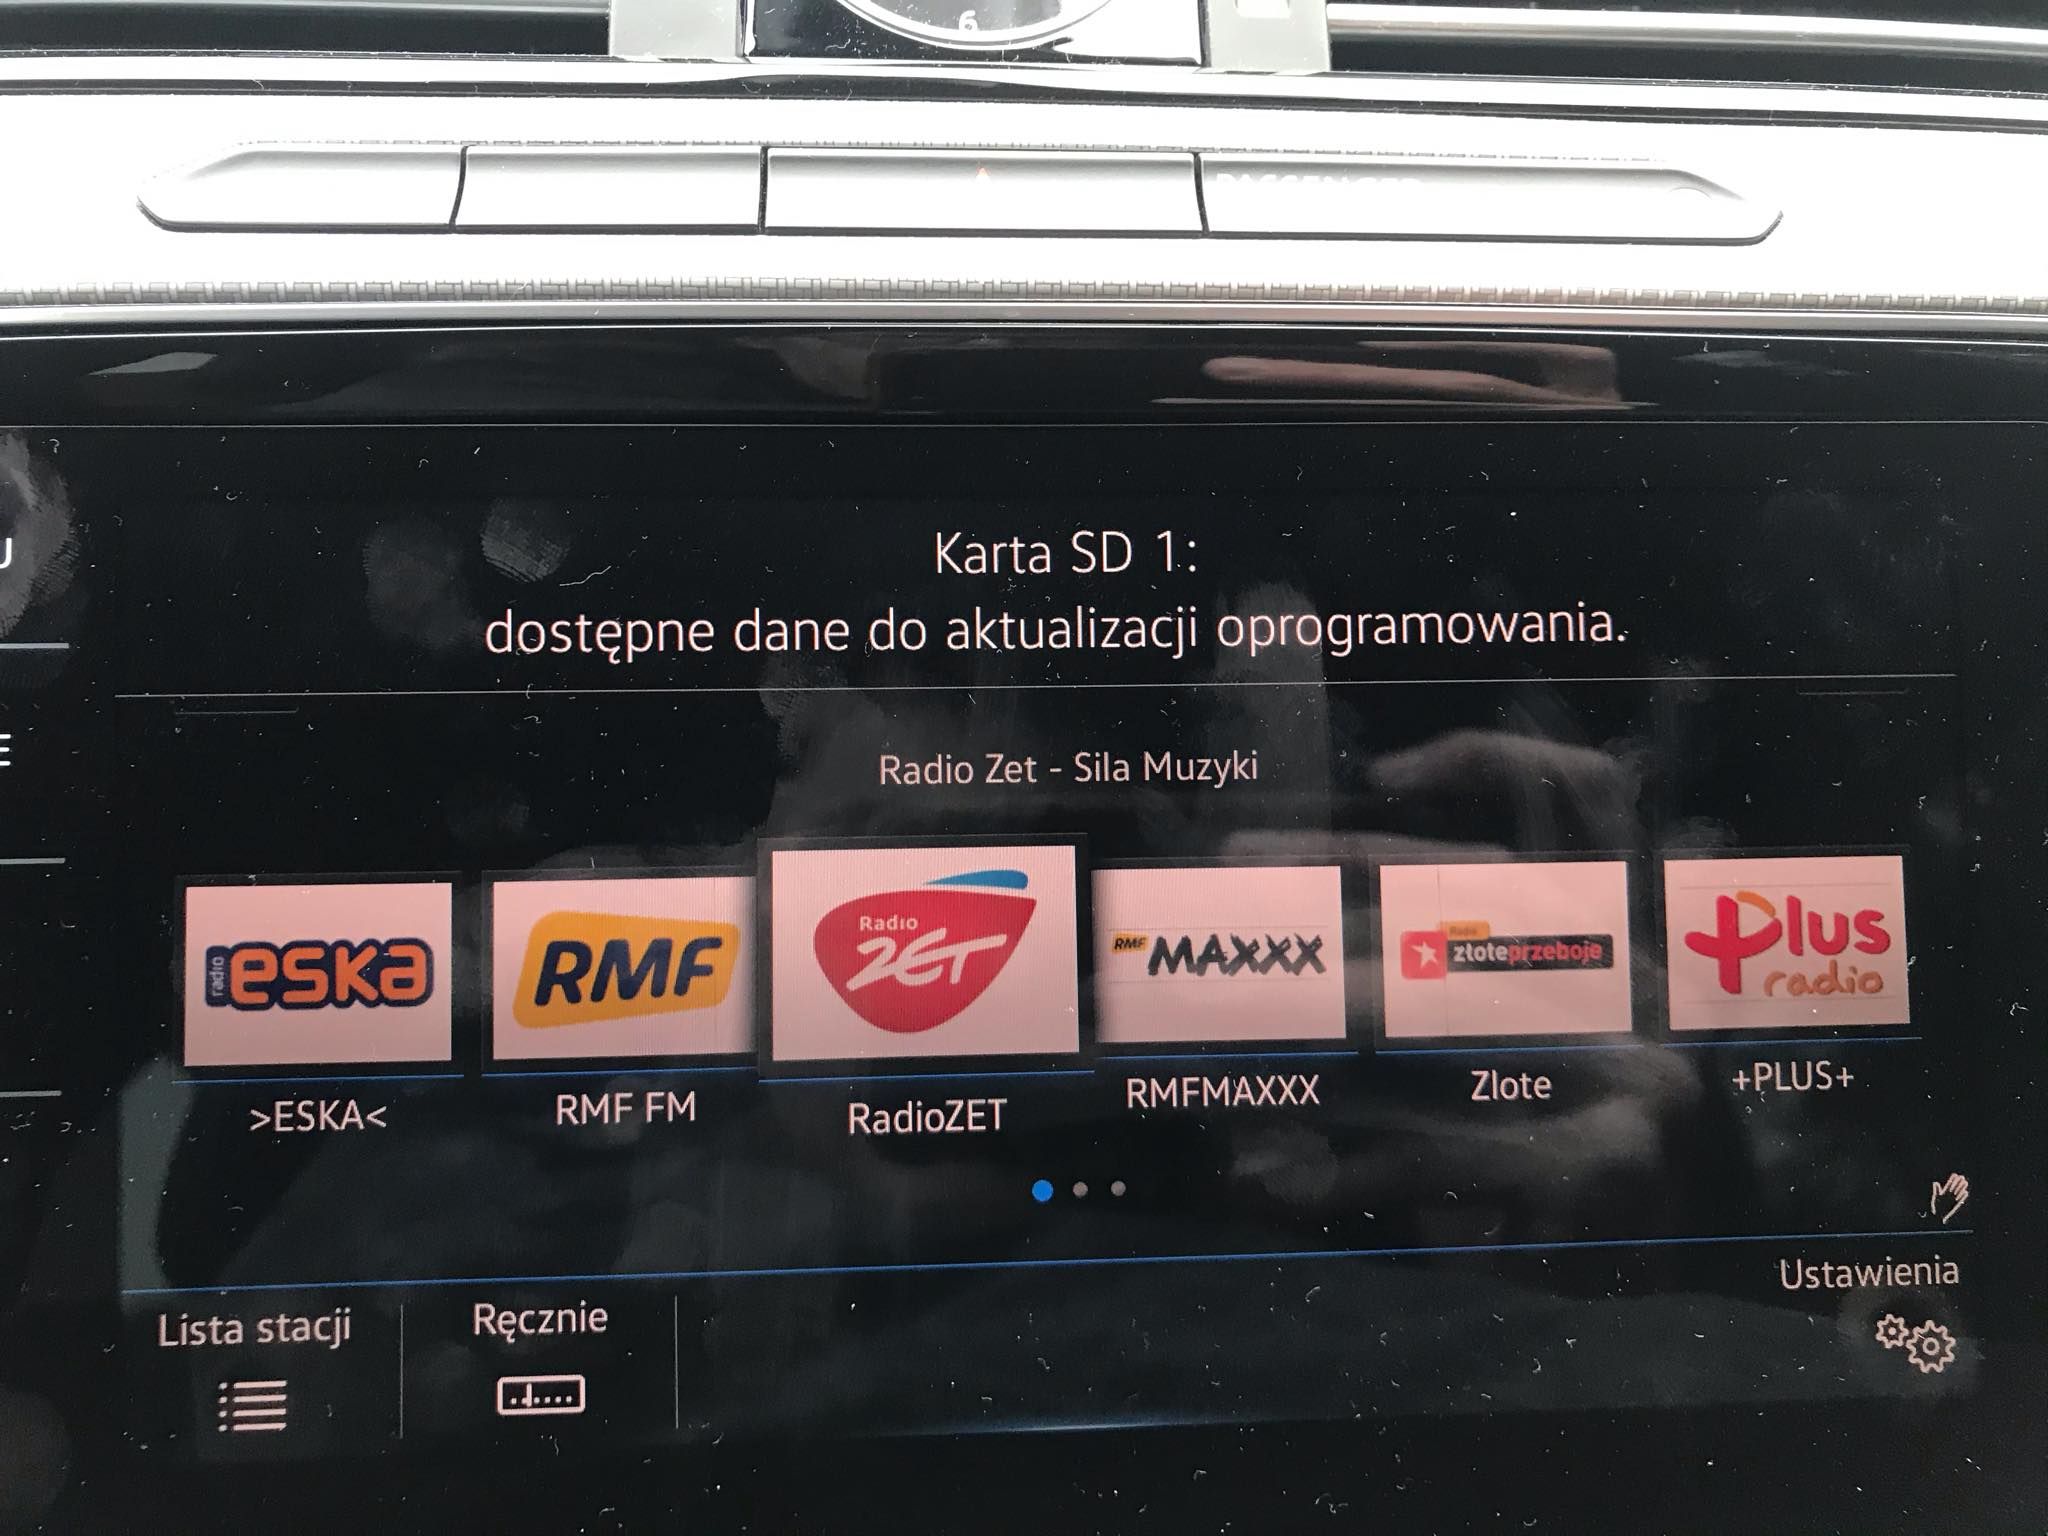 6
Karta SD 1:
dostępne dane do aktualizacji oprogramowania.
Radio Zet - Sila Muzyki
radio eska
RMF
Radio ZET
RMF MAXXX
Radio złoteprzeboje
plus radio
>ESKA<
RMF FM
RadioZET
RMFMAXXX
Zlote
+PLUS+
Ustawienia
Lista stacji
Ręcznie